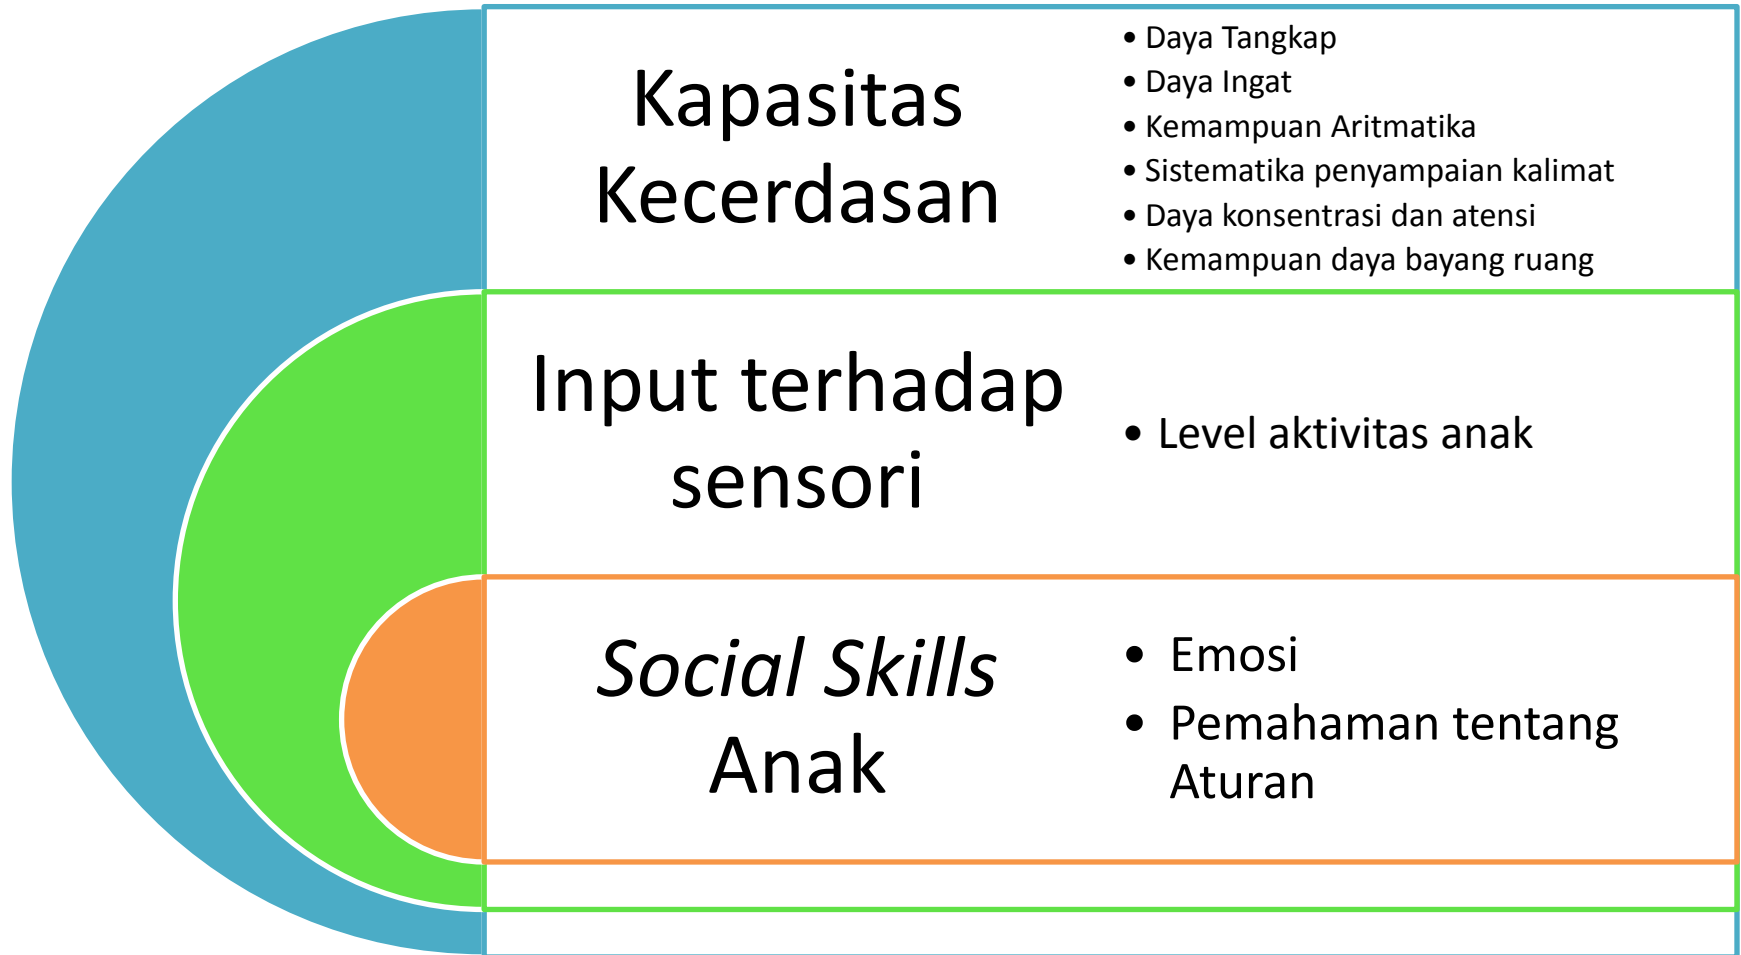 Kapasitas
Kecerdasan
• Daya Tangkap
• Daya Ingat
• Kemampuan Aritmatika
• Sistematika penyampaian kalimat
• Daya konsentrasi dan atensi
• Kemampuan daya bayang ruang
Input terhadap
sensori
• Level aktivitas anak
Social Skills
Anak
• Emosi
• Pemahaman tentang
Aturan